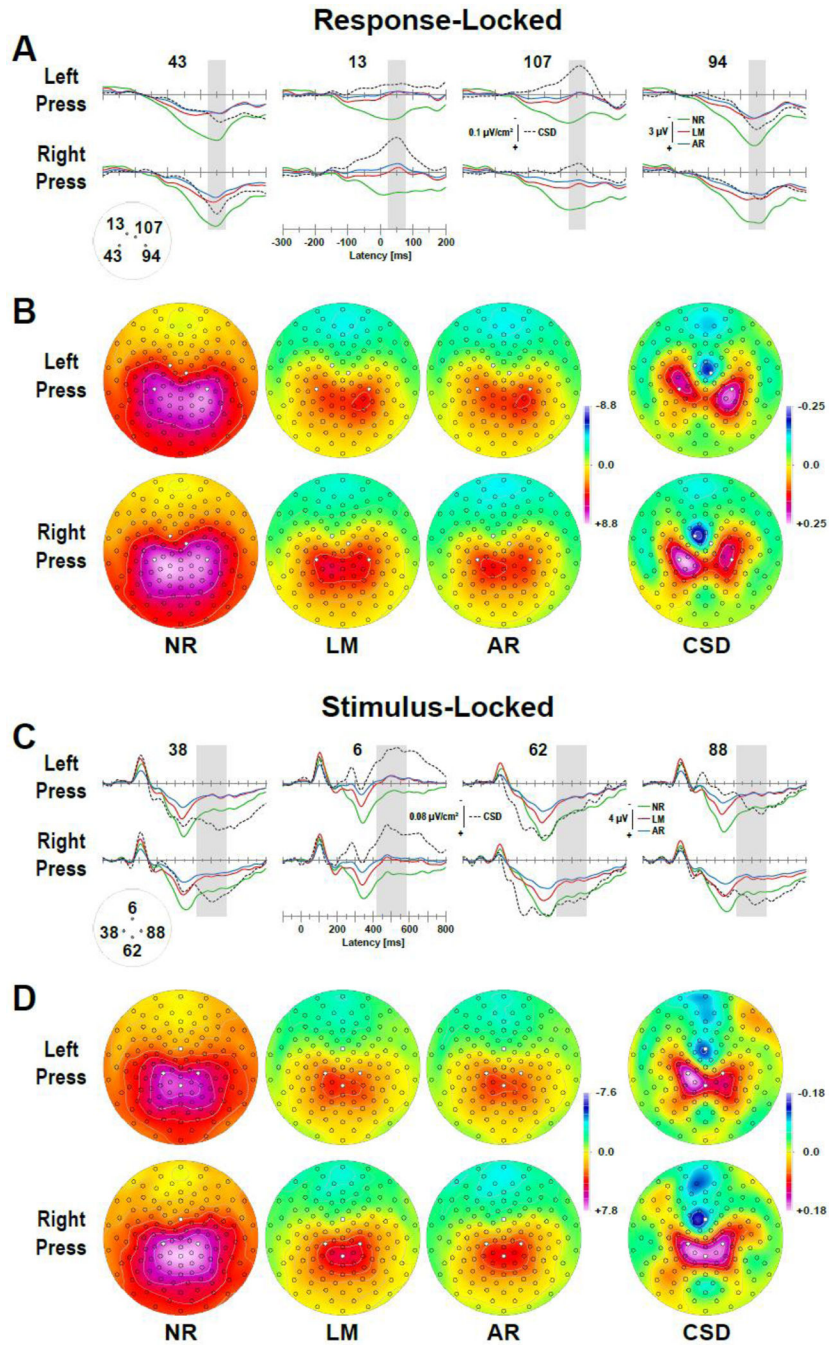 Response-Locked
A
43 13 107 94
Left
Press
0.1 µV/cm² - + CSD
3 µV - + NR
LM
AR
Right
Press
13 107
43 94
-300 -100 0 100 200
Latency [ms]
B
Left
Press
-8.8 -0.25
0.0 0.0
+8.8 +0.25
Right
Press
NR LM AR CSD
Stimulus-Locked
C
38 6 62 88
Left
Press
0.08 µV/cm² - + CSD
4 µV - + NR
LM
AR
Right
Press
6
38 88
62
0 200 400 600 800
Latency [ms]
D
Left
Press
-7.6 -0.18
0.0 0.0
+7.8 +0.18
Right
Press
NR LM AR CSD